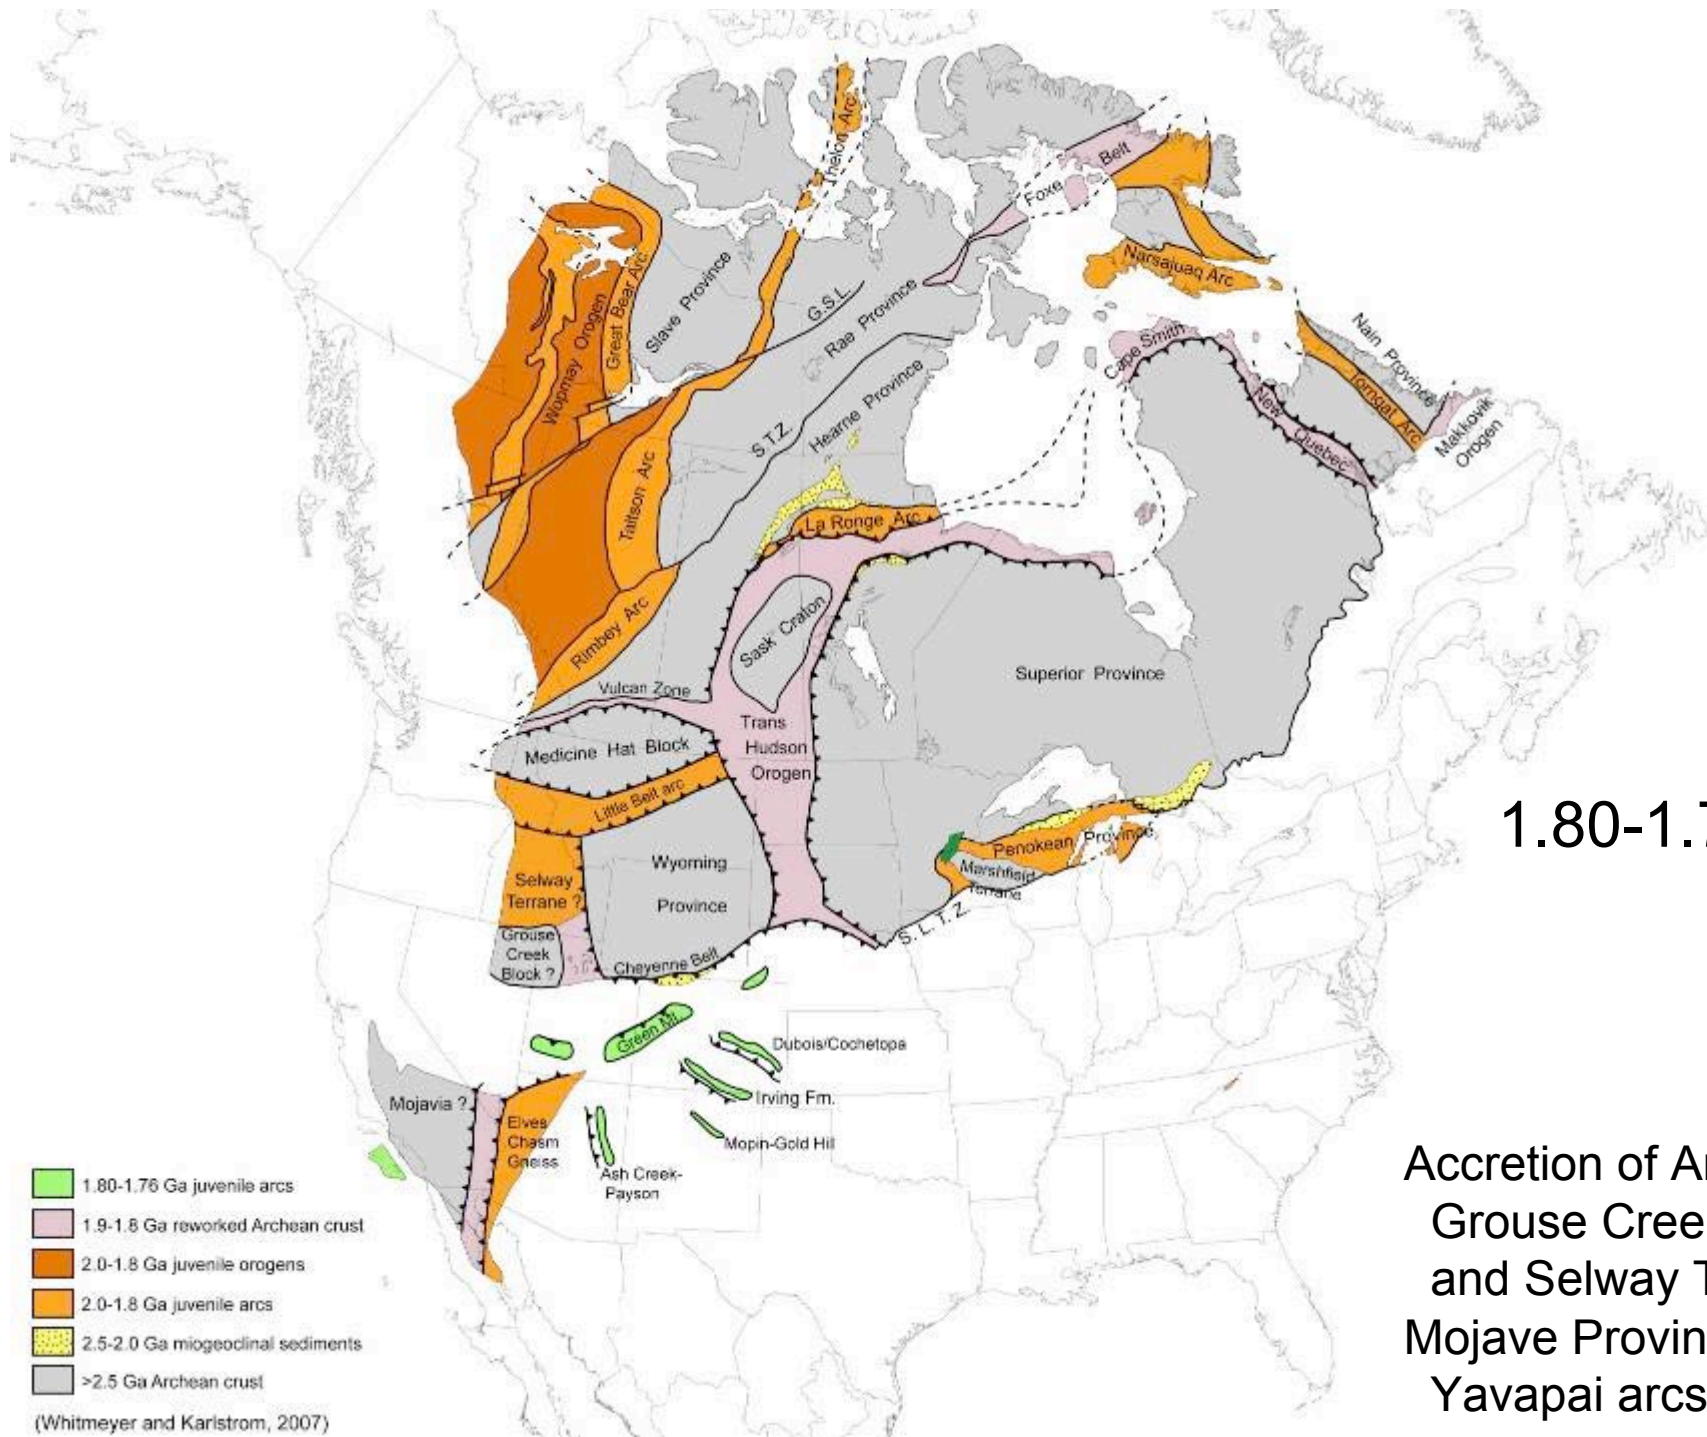 Thelon Arc
Foxe Belt
Narsajuaq Arc
Great Bear Arc
Wopmay Orogen
Slave Province
G.S.L.
Rae Province
S.T.Z.
Hearne Province
Cape Smith
New Quebec
Nain Province
Torngat Arc
Makkovik
Orogen
Taltson Arc
La Ronge Arc
Rimbey Arc
Sask Craton
Superior Province
Vulcan Zone
Trans
Hudson
Orogen
Medicine Hat Block
Little Belt arc
Wyoming
Province
Selway
Terrane ?
Grouse
Creek
Block ?
Cheyenne Belt
Penokean Province
Marshfield
Terrane
S. L. T. Z.
1.80-1.7
Green Mt.
Dubois/Cochetopa
Irving Fm.
Mopin-Gold Hill
Mojavia ?
Elves
Chasm
Gneiss
Ash Creek-
Payson
1.80-1.76 Ga juvenile arcs
1.9-1.8 Ga reworked Archean crust
2.0-1.8 Ga juvenile orogens
2.0-1.8 Ga juvenile arcs
2.5-2.0 Ga miogeoclinal sediments
>2.5 Ga Archean crust
(Whitmeyer and Karlstrom, 2007)
Accretion of
Grouse Cree
and Selway
Mojave Provin
Yavapai arcs